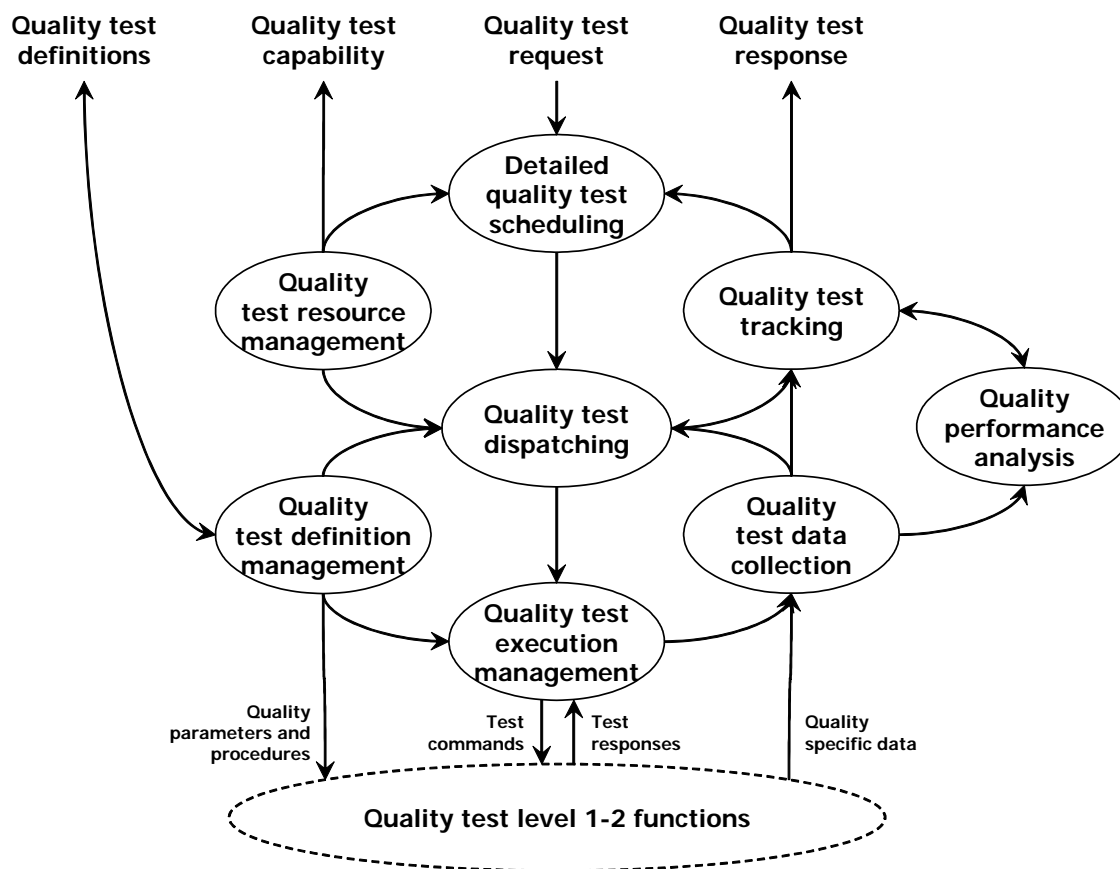 Quality test
definitions
Quality test
capability
Quality test
request
Quality test
response
Detailed
quality test
scheduling
Quality
test resource
management
Quality test
tracking
Quality test
dispatching
Quality
performance
analysis
Quality
test definition
management
Quality
test data
collection
Quality test
execution
management
Quality
parameters and
procedures
Test
commands
Test
responses
Quality
specific data
Quality test level 1-2 functions